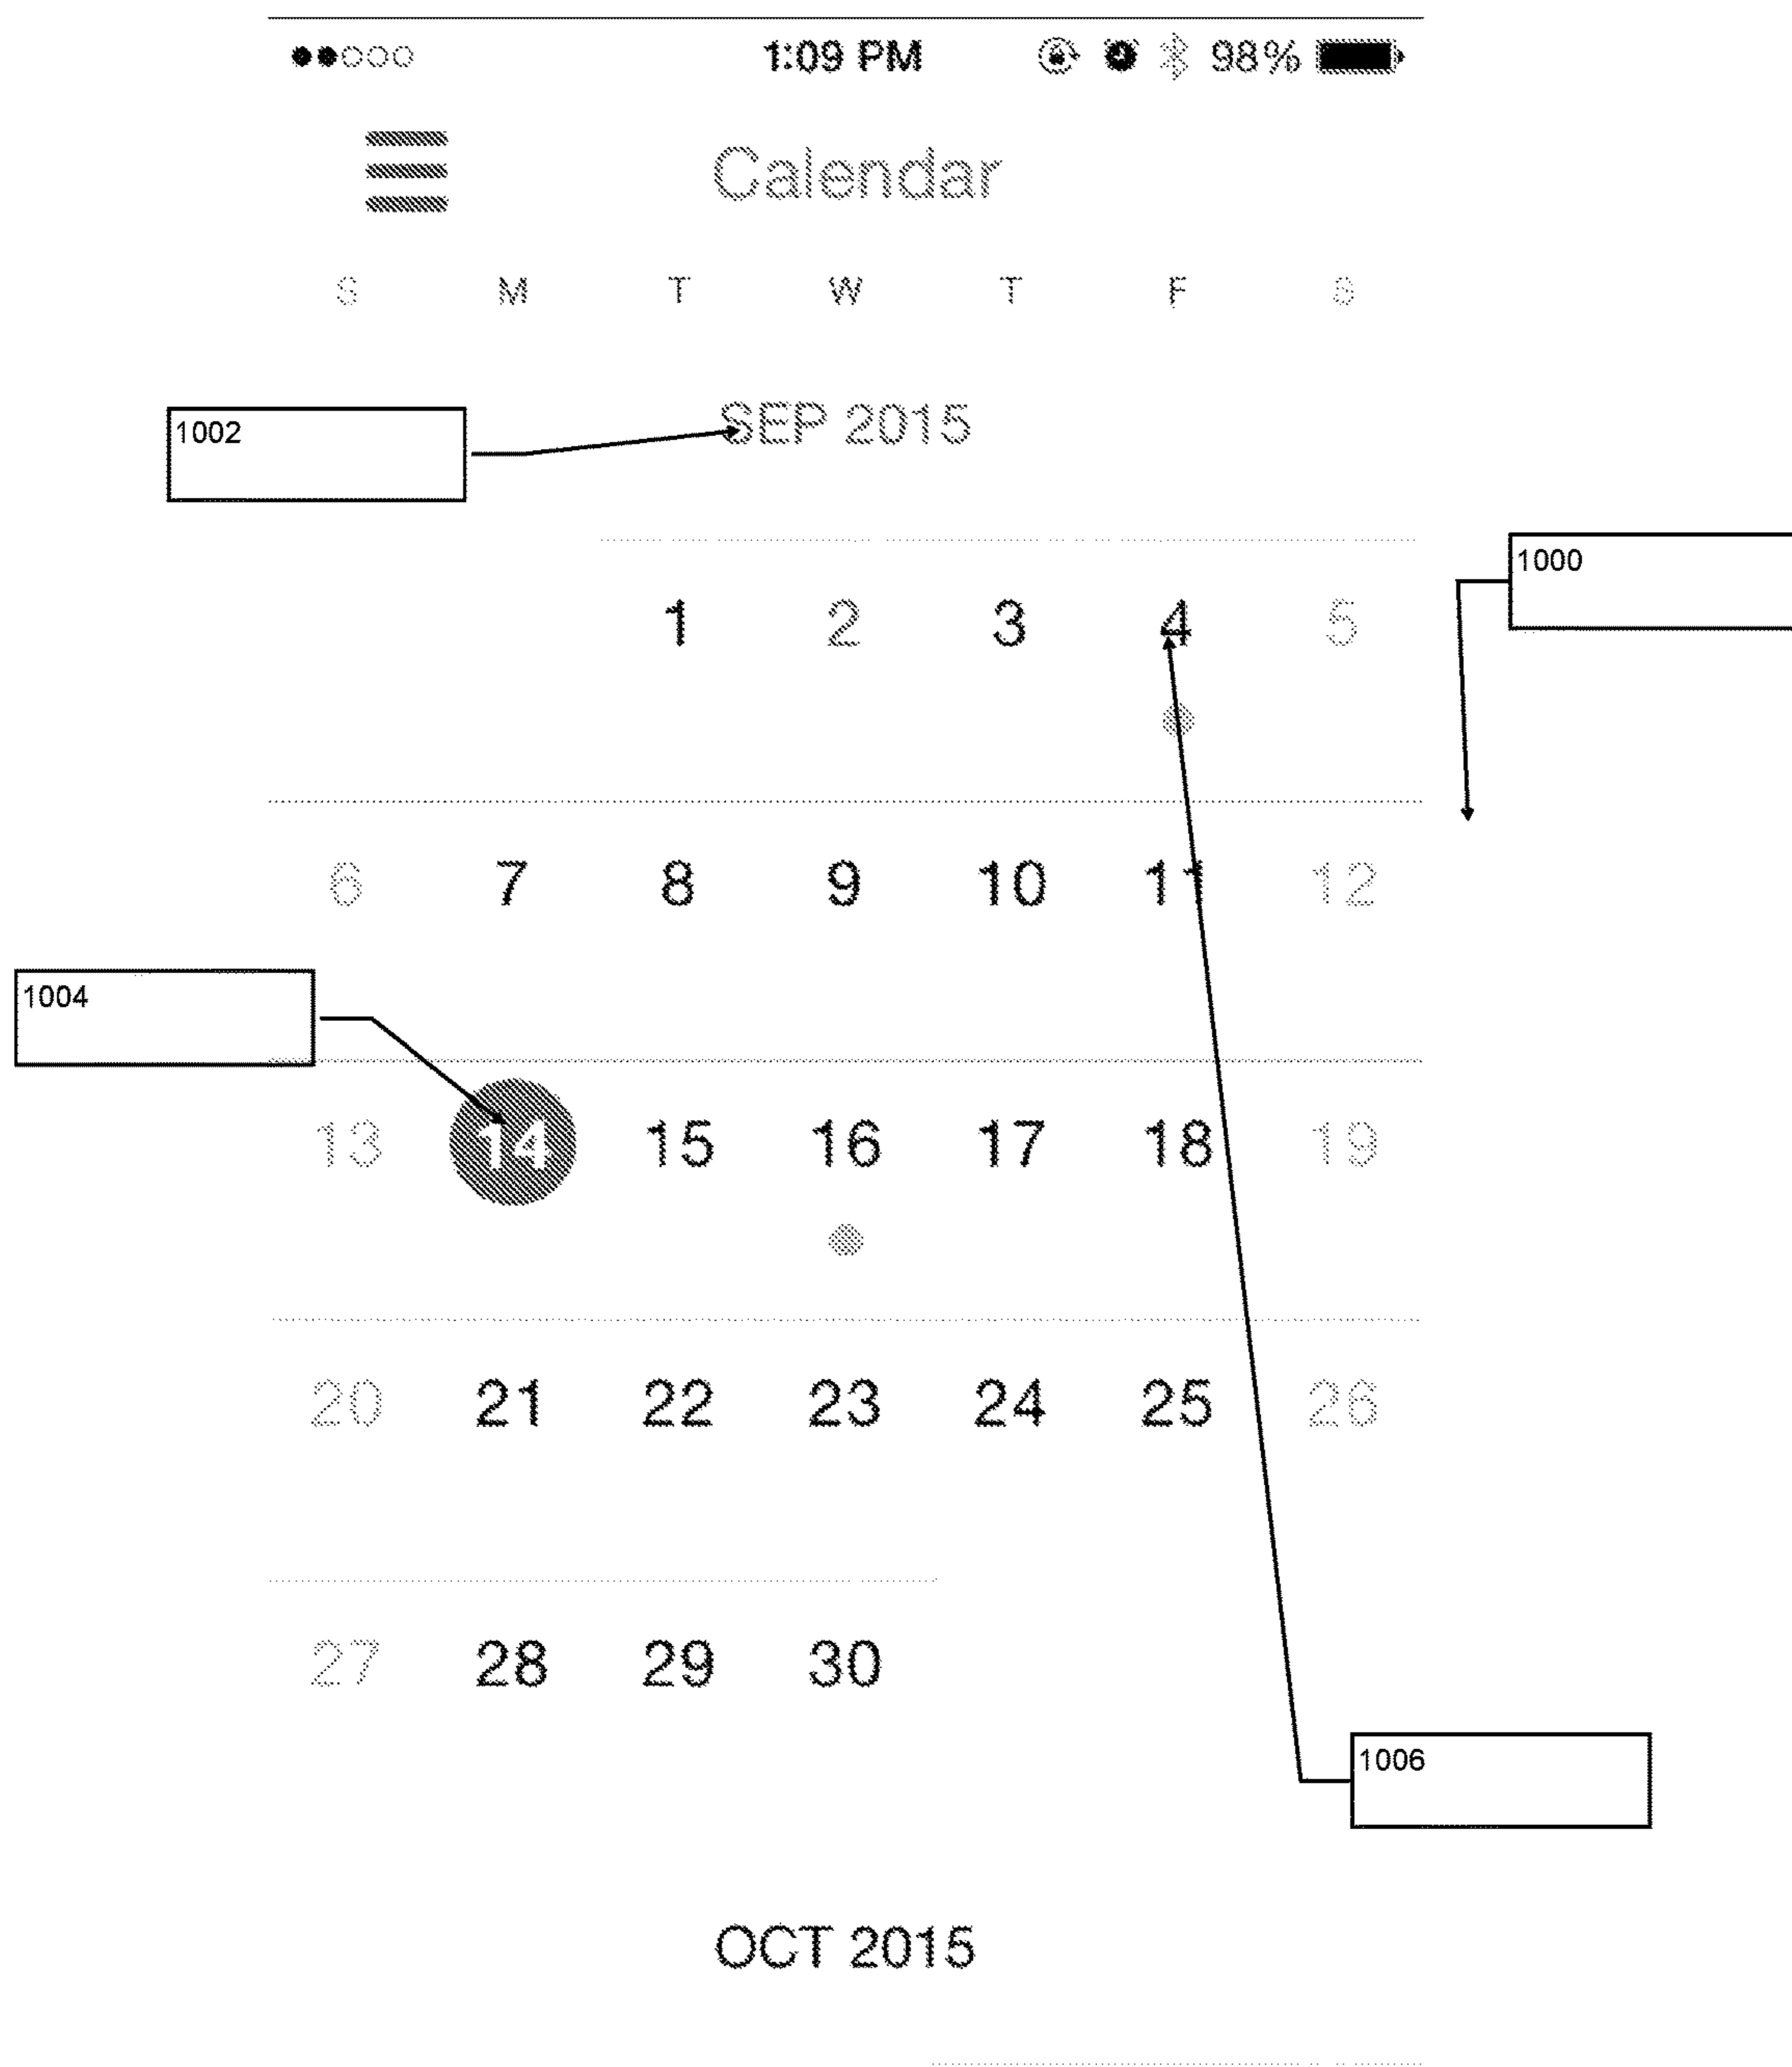 1:09 PM 98%
Calendar
S M T W T F S
1002
SEP 2015
1000
1 2 3 4 5
6 7 8 9 10 11 12
1004
13 14 15 16 17 18 19
20 21 22 23 24 25 26
27 28 29 30
1006
OCT 2015